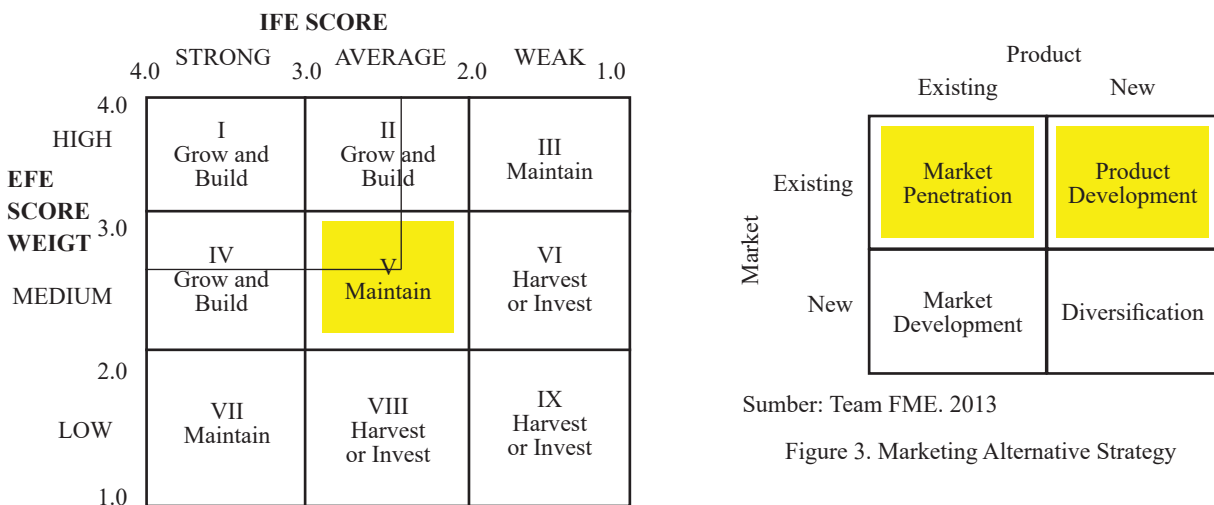 IFE SCORE
STRONG AVERAGE WEAK
4.0 3.0 2.0 1.0
4.0
HIGH
EFE
SCORE
WEIGT
3.0
MEDIUM
2.0
LOW
1.0
I
Grow and
Build
II
Grow and
Build
III
Maintain
IV
Grow and
Build
V
Maintain
VI
Harvest
or Invest
VII
Maintain
VIII
Harvest
or Invest
IX
Harvest
or Invest
Product
Existing New
Market
Existing
Market
Penetration
Product
Development
New
Market
Development
Diversification
Sumber: Team FME. 2013
Figure 3. Marketing Alternative Strategy